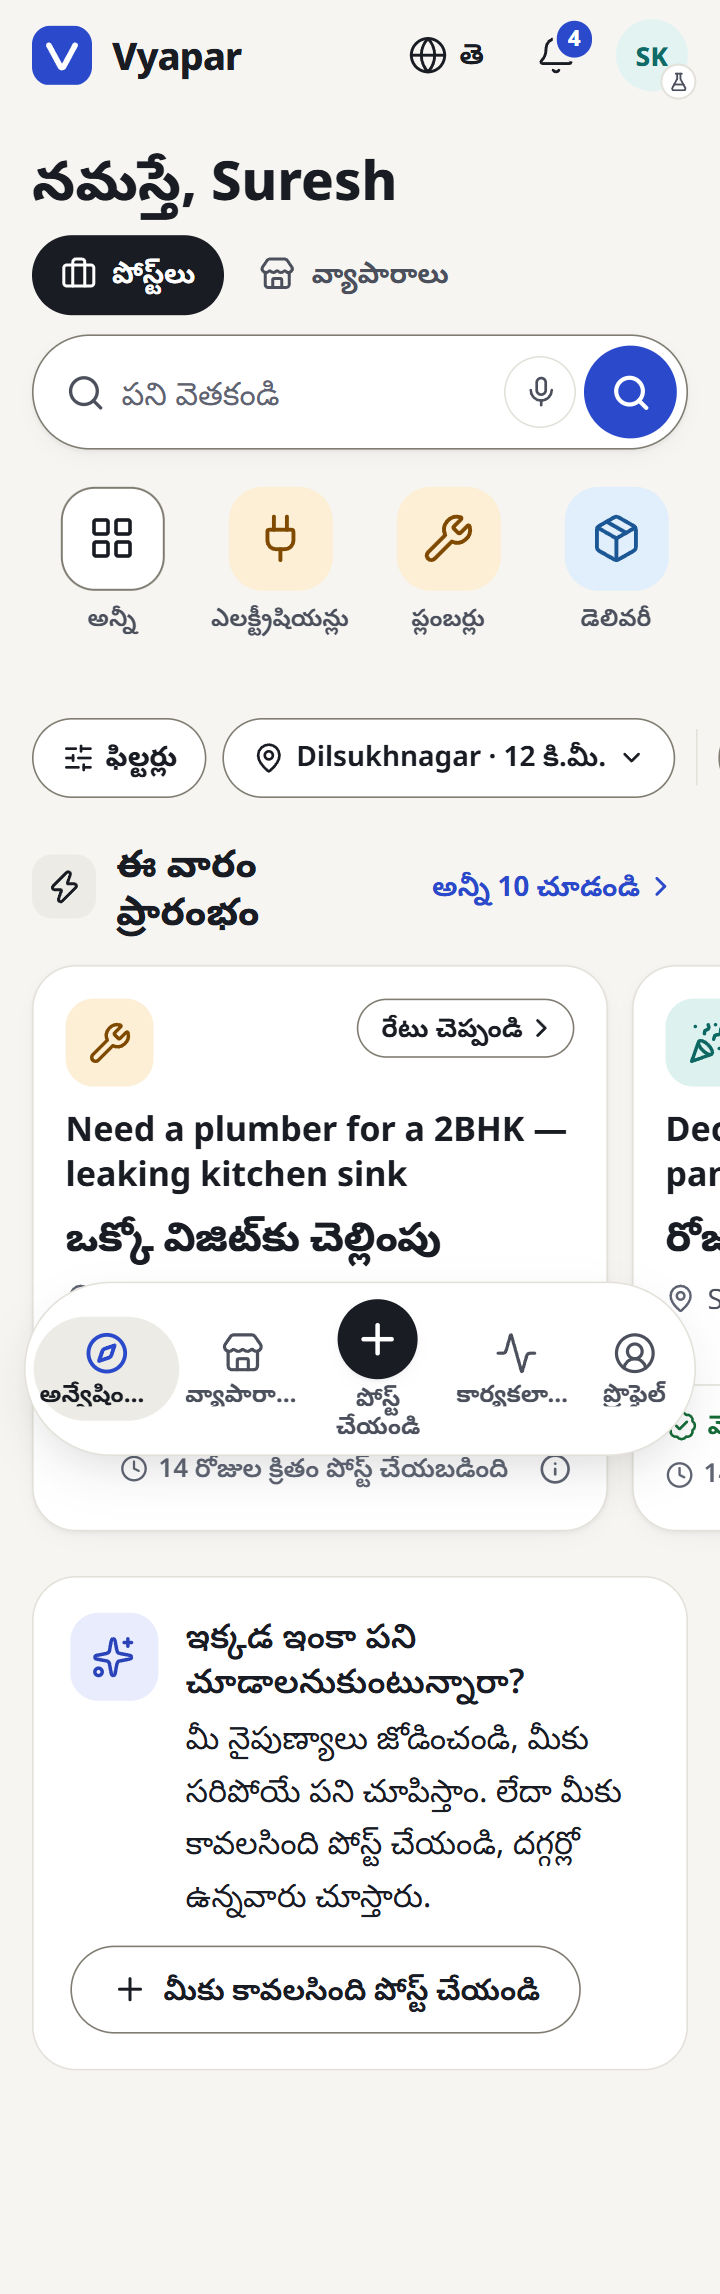 Vyapar
తె
4
SK
నమస్తే, Suresh
పోస్ట్‌లు
వ్యాపారాలు
పని వెతకండి
అన్నీ
ఎలక్ట్రీషియన్లు
ప్లంబర్లు
డెలివరీ
ఫిల్టర్లు
Dilsukhnagar · 12 కి.మీ.
ఈ వారం
ప్రారంభం
అన్నీ 10 చూడండి
రేటు చెప్పండి
Need a plumber for a 2BHK —
leaking kitchen sink
ఒక్కో విజిట్‌కు చెల్లింపు
అన్వేషిం...
వ్యాపారా...
పోస్ట్
చేయండి
కార్యకలా...
ప్రొఫైల్
14 రోజుల క్రితం పోస్ట్ చేయబడింది
ఇక్కడ ఇంకా పని
చూడాలనుకుంటున్నారా?
మీ నైపుణ్యాలు జోడించండి, మీకు
సరిపోయే పని చూపిస్తాం. లేదా మీకు
కావలసింది పోస్ట్ చేయండి, దగ్గర్లో
ఉన్నవారు చూస్తారు.
మీకు కావలసింది పోస్ట్ చేయండి